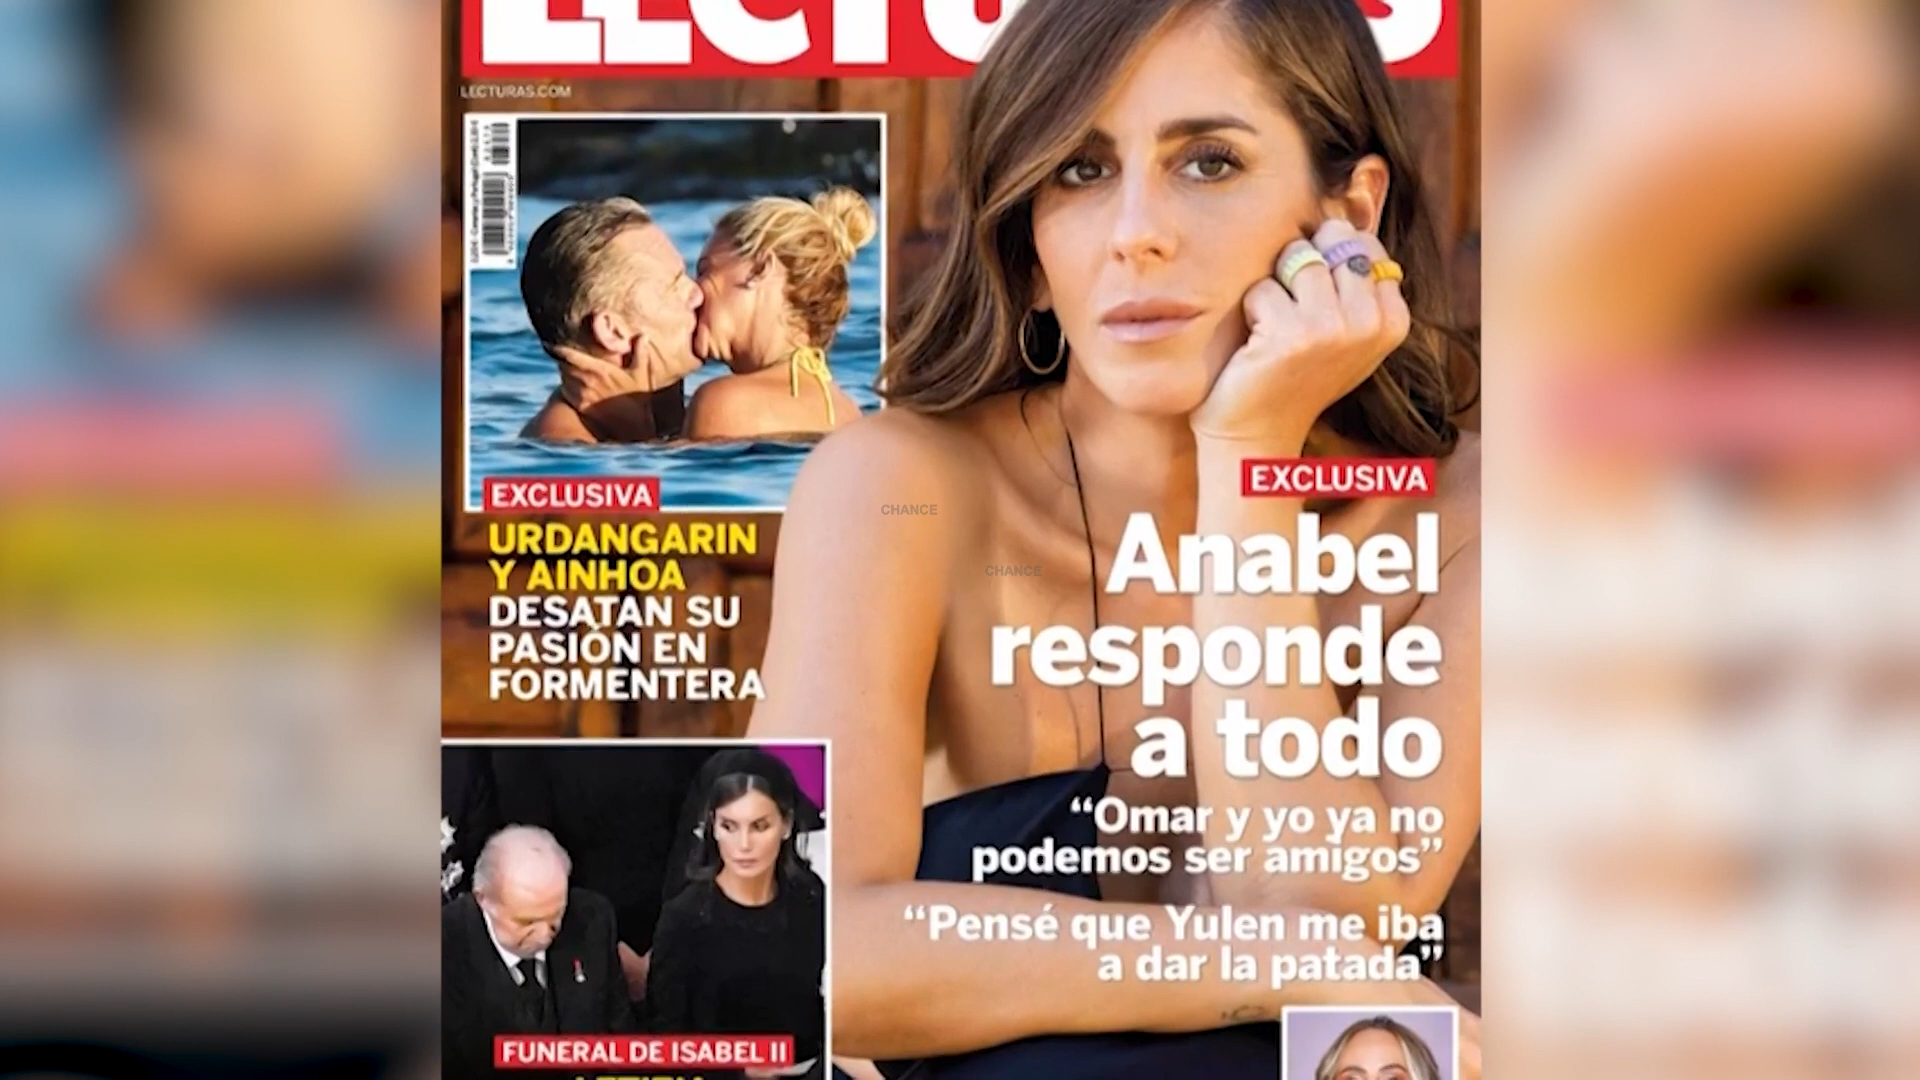 LECTURAS
LECTURAS.COM
EXCLUSIVA
URDANGARIN
Y AINHOA
DESATAN SU
PASIÓN EN
FORMENTERA
CHANCE
CHANCE
EXCLUSIVA
Anabel
responde
a todo
“Omar y yo ya no
podemos ser amigos”
“Pensé que Yulen me iba
a dar la patada”
FUNERAL DE ISABEL II